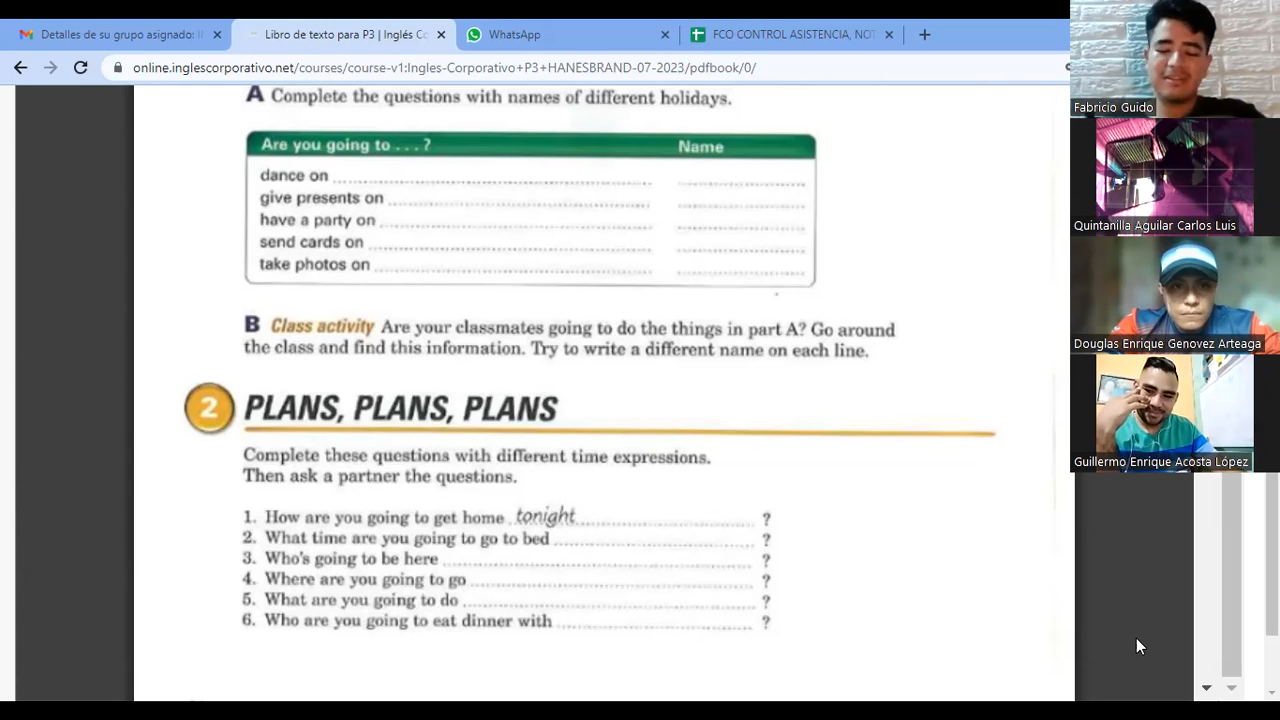 Detalles de su grupo asignado:
Libro de texto para P3 | Inglés
WhatsApp
FCO CONTROL ASISTENCIA, NOT
online.inglescorporativo.net/courses/course-v1:Ingles-Corporativo+P3+HANESBRAND-07-2023/pdfbook/0/
A Complete the questions with names of different holidays.
Are you going to . . . ? Name
dance on
give presents on
have a party on
send cards on
take photos on
B Class activity Are your classmates going to do the things in part A? Go around
the class and find this information. Try to write a different name on each line.
2 PLANS, PLANS, PLANS
Complete these questions with different time expressions.
Then ask a partner the questions.
1. How are you going to get home tonight ?
2. What time are you going to go to bed ?
3. Who's going to be here ?
4. Where are you going to go ?
5. What are you going to do ?
6. Who are you going to eat dinner with ?
Fabricio Guido
Quintanilla Aguilar Carlos Luis
Douglas Enrique Genovez Arteaga
Guillermo Enrique Acosta López